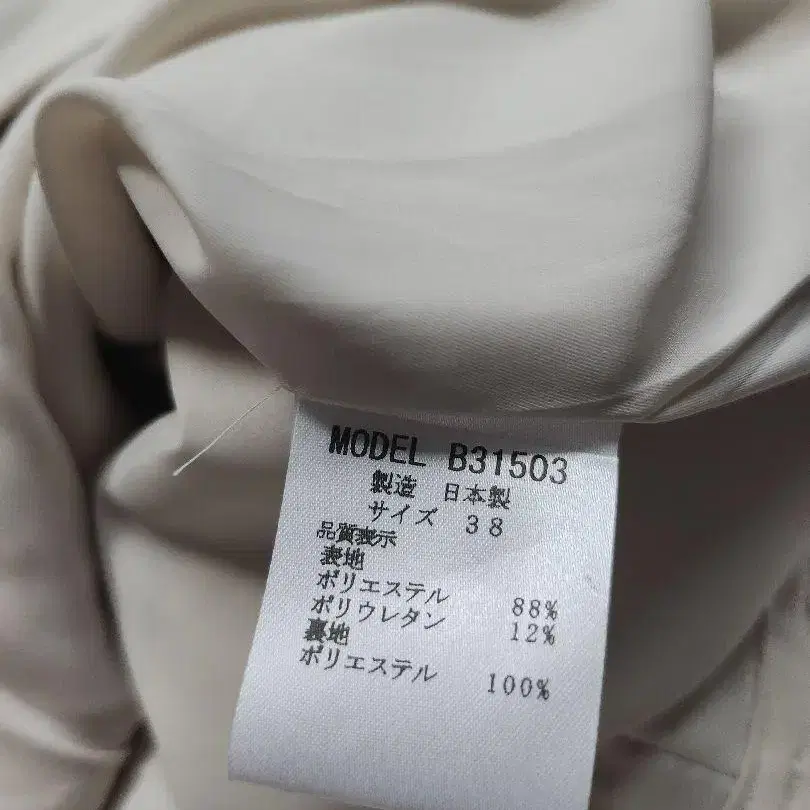 MODEL B31503
製造 日本製
サイズ 38
品質表示
表地
ポリエステル 88%
ポリウレタン 12%
裏地
ポリエステル 100%